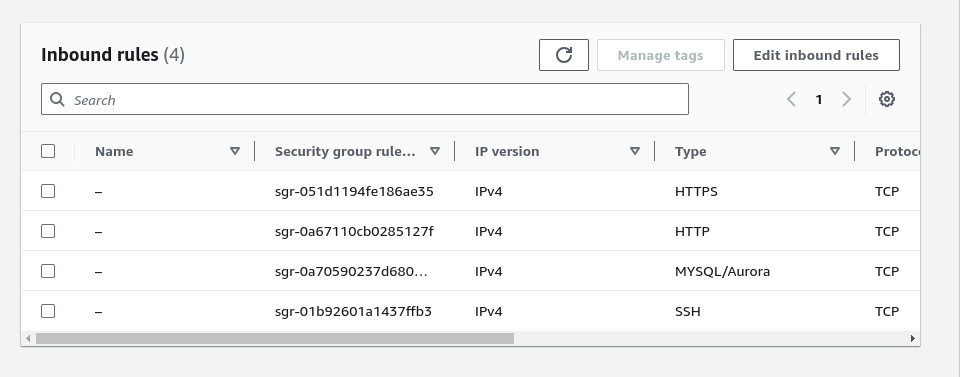 Inbound rules (4)
Manage tags
Edit inbound rules
Search
1
Name Security group rule... IP version Type Protoc
– sgr-051d1194fe186ae35 IPv4 HTTPS TCP
– sgr-0a67110cb0285127f IPv4 HTTP TCP
– sgr-0a70590237d680... IPv4 MYSQL/Aurora TCP
– sgr-01b92601a1437ffb3 IPv4 SSH TCP